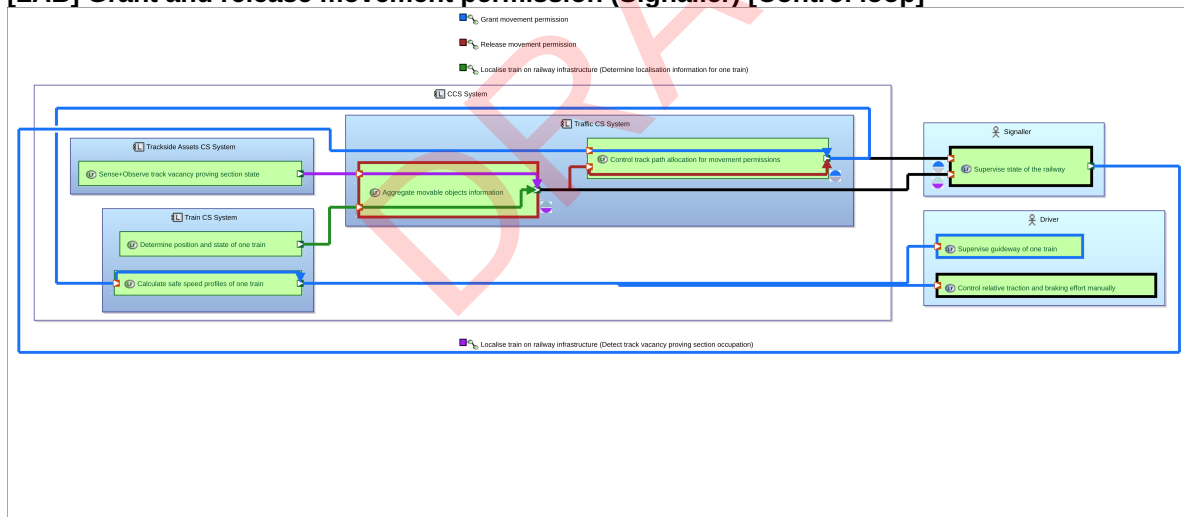 [LAB] Grant and release movement permission (Signaller) [Control loop]
Grant movement permission
Release movement permission
Localise train on railway infrastructure (Determine localisation information for one train)
CCS System
Traffic CS System
Signaller
Trackside Assets CS System
Control track path allocation for movement permissions
Sense+Observe track vacancy proving section state
Supervise state of the railway
Aggregate movable objects information
Train CS System
Driver
Determine position and state of one train
Supervise guideway of one train
Calculate safe speed profiles of one train
Control relative traction and braking effort manually
Localise train on railway infrastructure (Detect track vacancy proving section occupation)